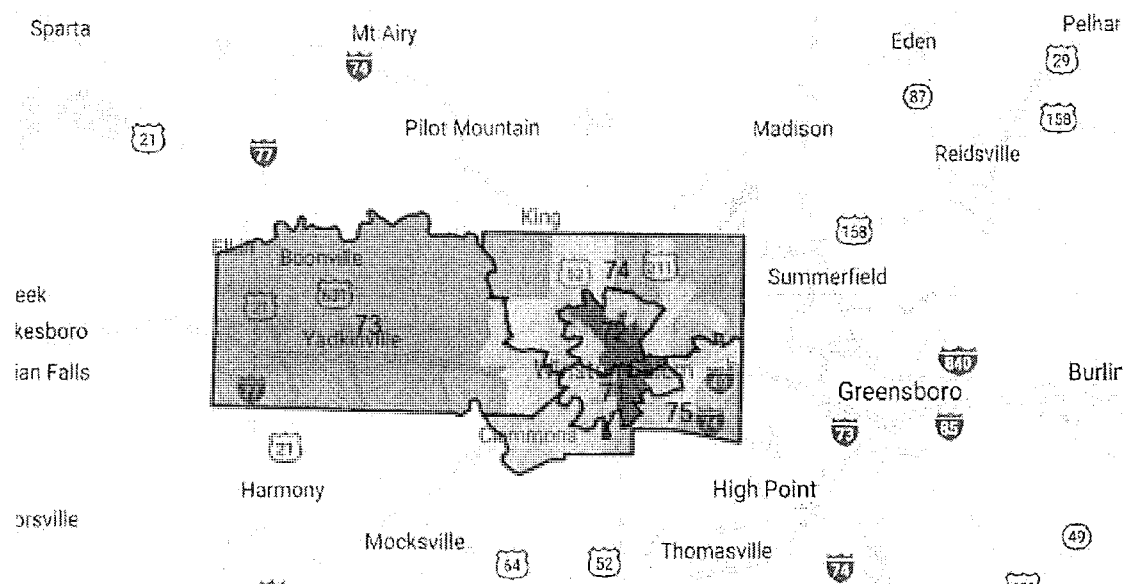 Sparta
Mt Airy
Pelhar
Eden
29
74
87
158
Pilot Mountain
Madison
21
77
Reidsville
King
158
Boonville
74
Summerfield
eek
kesboro
73
Yadkinville
ian Falls
Greensboro
840
Burlir
75
Clemmons
73
85
21
Harmony
High Point
orsville
Mocksville
Thomasville
64
52
74
49